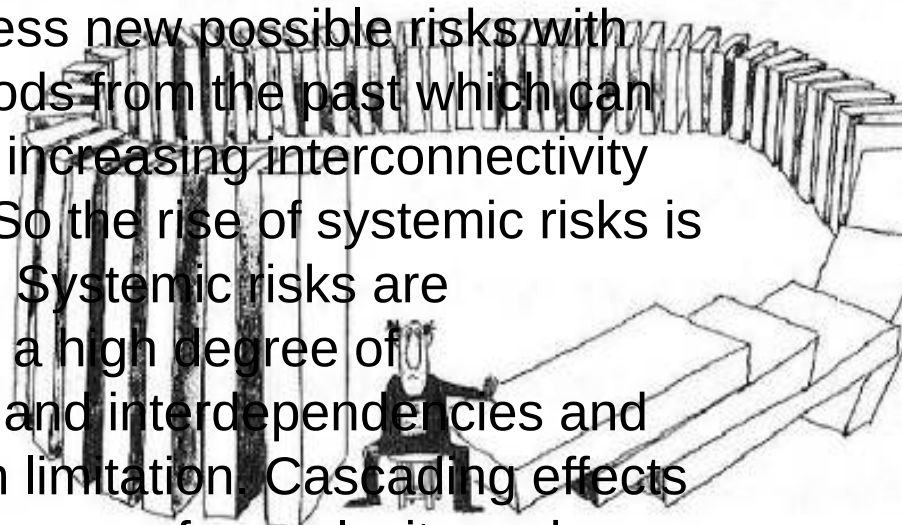 ess new possible risks with
ods from the past which can
increasing interconnectivity
So the rise of systemic risks is
Systemic risks are
a high degree of
and interdependencies and
limitation. Cascading effects